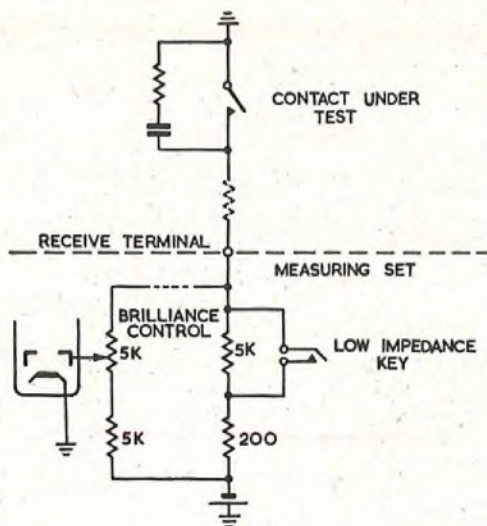 CONTACT UNDER
TEST
RECEIVE TERMINAL
MEASURING SET
BRILLIANCE
CONTROL
5K
5K
LOW IMPEDANCE
KEY
5K
200